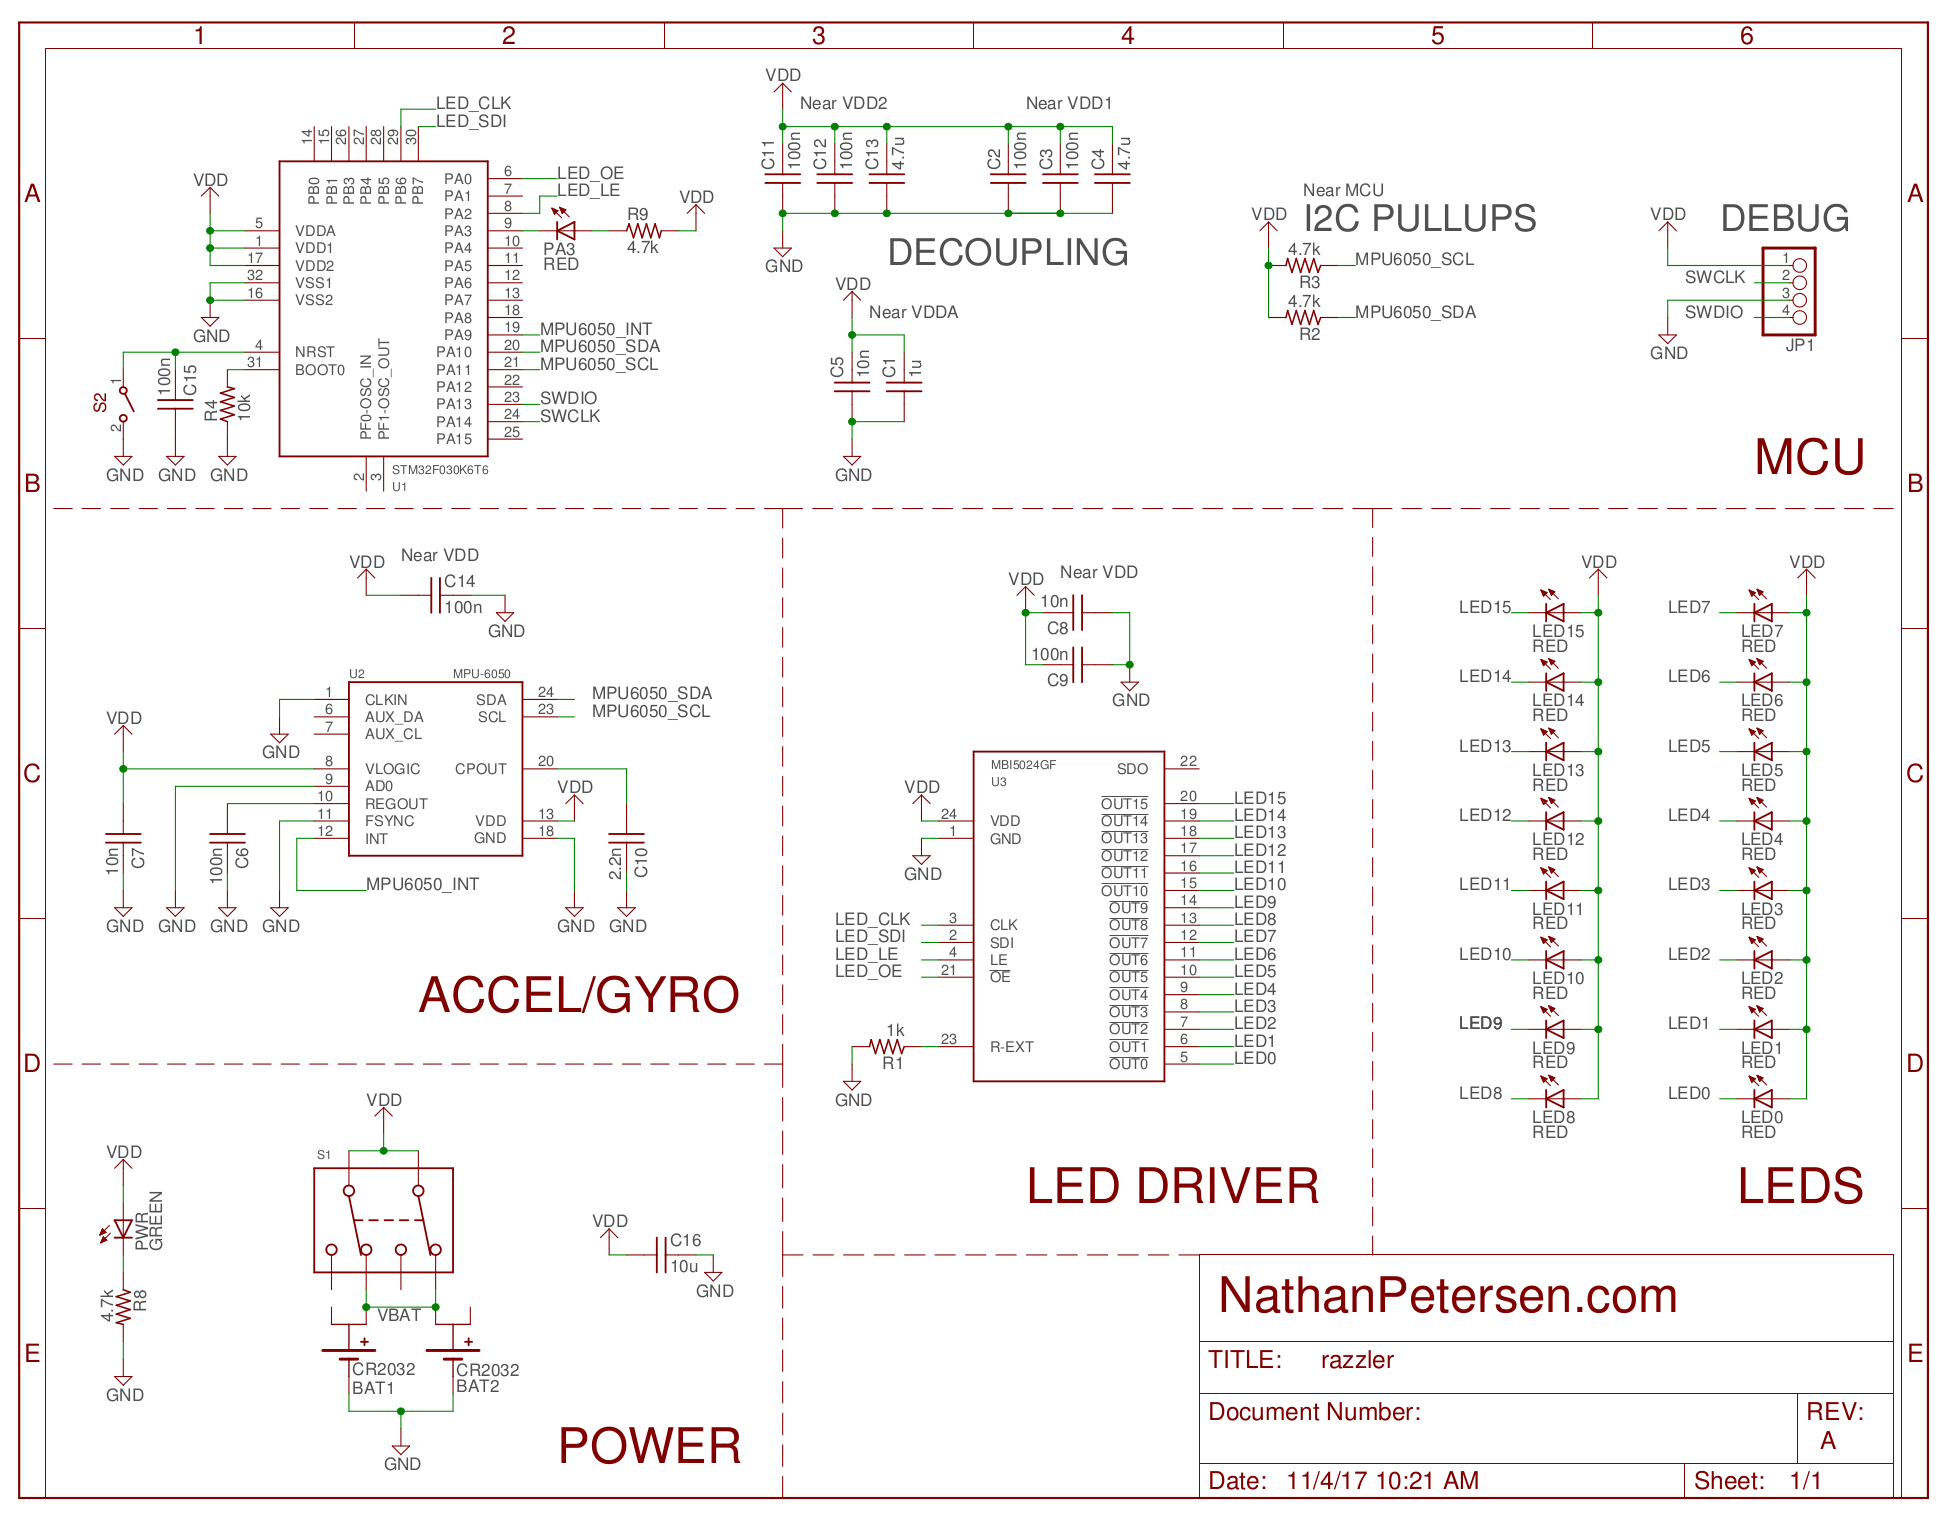 1 2 3 4 5 6
A
B
C
D
E
A
B
C
D
E
LED_CLK
LED_SDI
14 15 26 27 28 29 30
PB0 PB1 PB3 PB4 PB5 PB6 PB7
VDD
5 VDDA
1 VDD1
17 VDD2
32 VSS1
16 VSS2
GND
4 NRST
31 BOOT0
PA0 6 LED_OE
PA1 7 LED_LE
PA2 8
PA3 9
PA4 10
PA5 11
PA6 12
PA7 13
PA8 18
PA9 19 MPU6050_INT
PA10 20 MPU6050_SDA
PA11 21 MPU6050_SCL
PA12 22
PA13 23 SWDIO
PA14 24 SWCLK
PA15 25
PF0-OSC_IN
PF1-OSC_OUT
2 3
STM32F030K6T6
U1
PA3
RED
R9
4.7k
VDD
S2
1
2
100n
C15
R4
10k
GND GND GND
VDD
Near VDD2 Near VDD1
C11 100n
C12 100n
C13 4.7u
C2 100n
C3 100n
C4 4.7u
GND
DECOUPLING
VDD
Near VDDA
C5 10n
C1 1u
GND
Near MCU
VDD
I2C PULLUPS
4.7k MPU6050_SCL
R3
4.7k MPU6050_SDA
R2
VDD
DEBUG
1
SWCLK 2
3
SWDIO 4
GND
JP1
MCU
VDD
Near VDD
C14
100n
GND
U2 MPU-6050
1 CLKIN
6 AUX_DA
7 AUX_CL
8 VLOGIC
9 AD0
10 REGOUT
11 FSYNC
12 INT
SDA 24 MPU6050_SDA
SCL 23 MPU6050_SCL
CPOUT 20
VDD 13
GND 18
VDD
GND
VDD
10n C7
100n C6
2.2n C10
MPU6050_INT
GND GND GND GND GND GND
ACCEL/GYRO
VDD
Near VDD
10n
C8
100n
C9
GND
MBI5024GF
U3
VDD
24 VDD
1 GND
GND
LED_CLK 3 CLK
LED_SDI 2 SDI
LED_LE 4 LE
LED_OE 21 OE
1k
R1
23 R-EXT
GND
SDO 22
OUT15 20 LED15
OUT14 19 LED14
OUT13 18 LED13
OUT12 17 LED12
OUT11 16 LED11
OUT10 15 LED10
OUT9 14 LED9
OUT8 13 LED8
OUT7 12 LED7
OUT6 11 LED6
OUT5 10 LED5
OUT4 9 LED4
OUT3 8 LED3
OUT2 7 LED2
OUT1 6 LED1
OUT0 5 LED0
LED DRIVER
VDD
LED15
LED15
RED
LED14
LED14
RED
LED13
LED13
RED
LED12
LED12
RED
LED11
LED11
RED
LED10
LED10
RED
LED9
LED9
RED
LED8
LED8
RED
VDD
LED7
LED7
RED
LED6
LED6
RED
LED5
LED5
RED
LED4
LED4
RED
LED3
LED3
RED
LED2
LED2
RED
LED1
LED1
RED
LED0
LED0
RED
LEDS
VDD
PWR
GREEN
4.7k
R8
GND
VDD
S1
VBAT
+ +
CR2032
BAT1
CR2032
BAT2
GND
VDD
C16
10u
GND
POWER
NathanPetersen.com
TITLE: razzler
Document Number:
REV:
A
Date: 11/4/17 10:21 AM
Sheet: 1/1